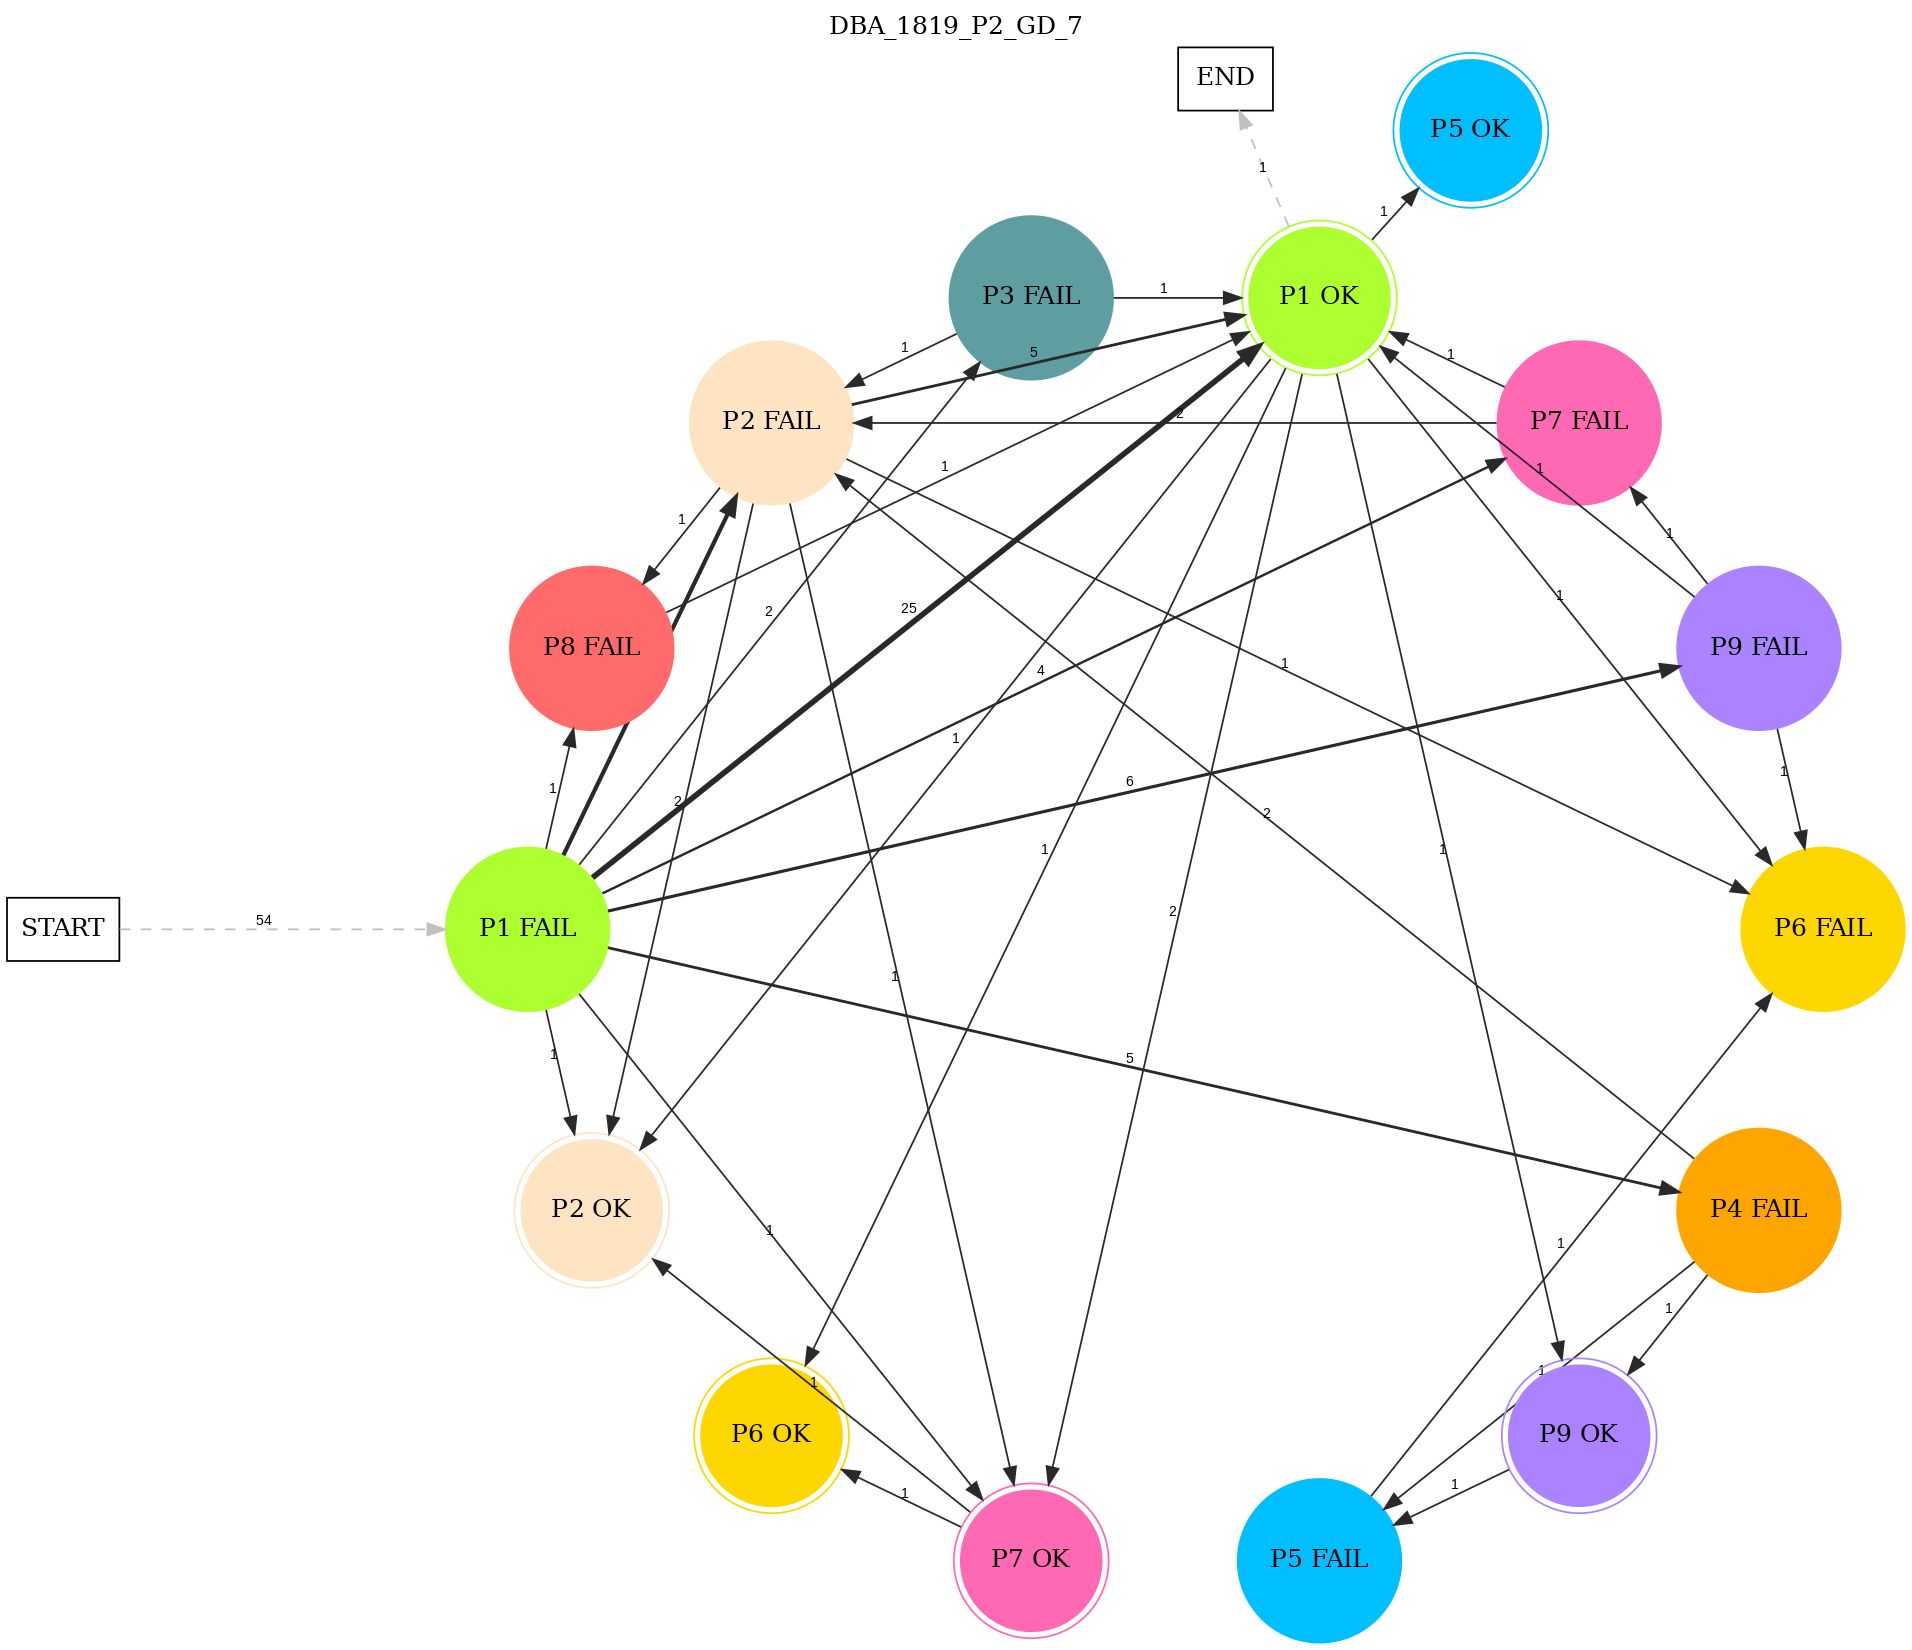 DBA_1819_P2_GD_7
END
P5 OK
1
1
P3 FAIL
P1 OK
1
1
5
1
P2 FAIL
2
P7 FAIL
1
1
1
1
2
25
1
1
P8 FAIL
P9 FAIL
4
1
1
6
1
1
2
2
1
1
2
54
START
P1 FAIL
P6 FAIL
1
1
5
P2 OK
P4 FAIL
1
1
1
1
1
P6 OK
P9 OK
1
1
P7 OK
P5 FAIL